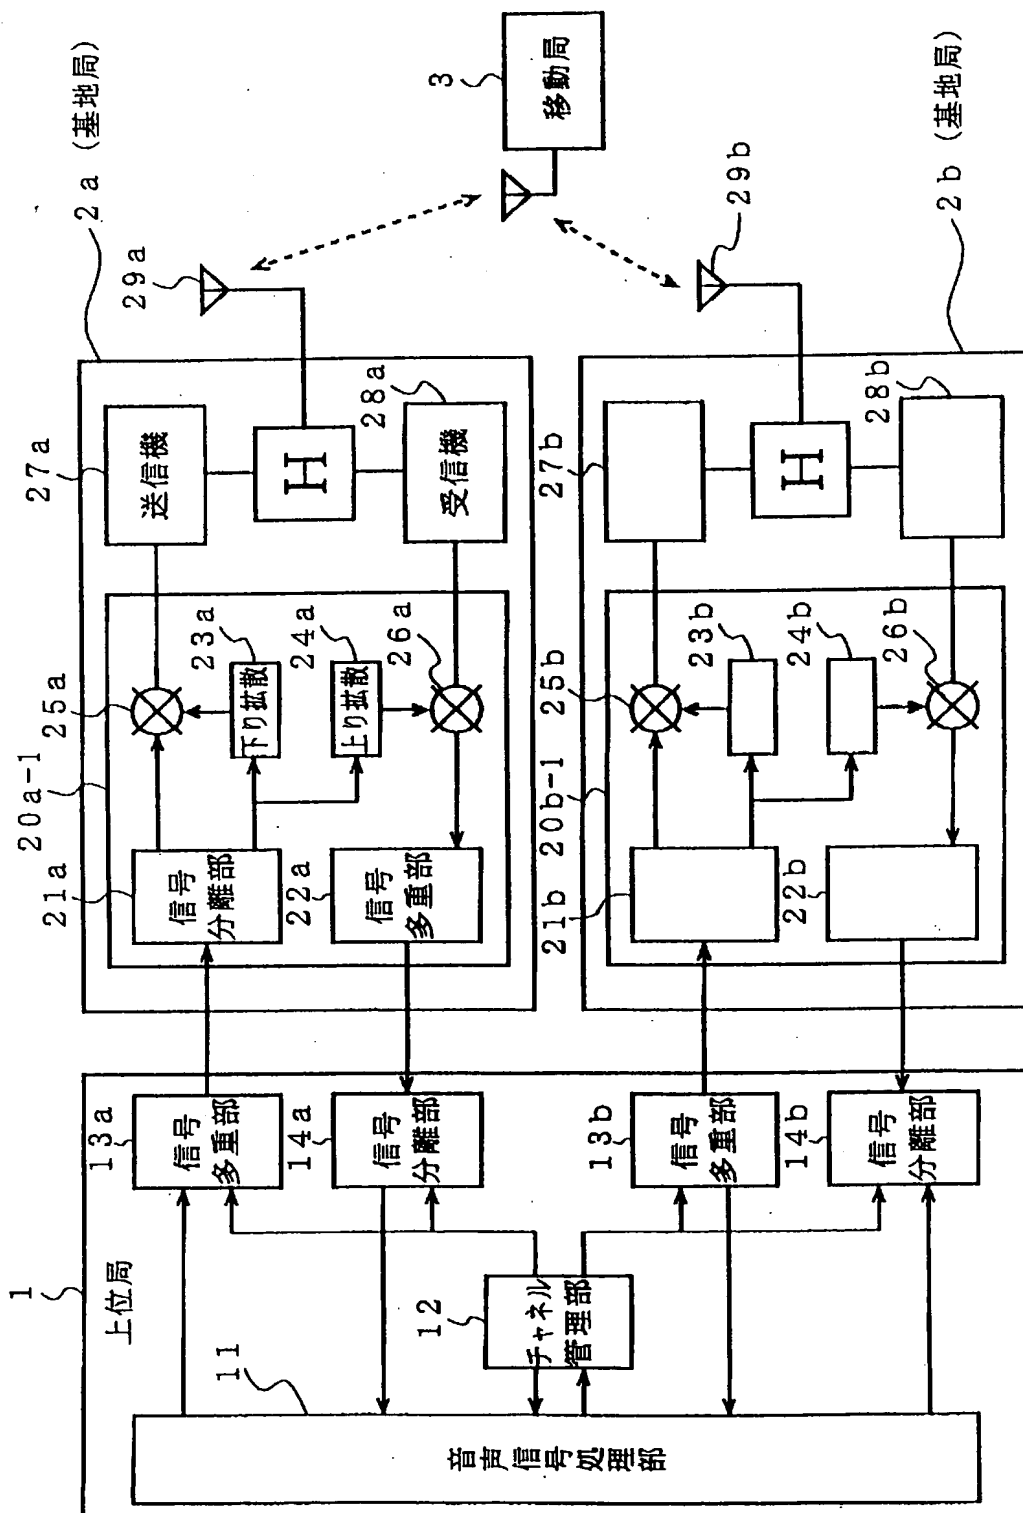 1
上位局
11
音声信号処理部
12
チャネル
管理部
13a
信号
多重部
14a
信号
分離部
13b
信号
多重部
14b
信号
分離部
2a (基地局)
20a-1
21a
信号
分離部
22a
信号
多重部
23a
下り拡散
24a
上り拡散
25a
26a
27a
送信機
H
28a
受信機
29a
3
移動局
2b (基地局)
20b-1
21b
22b
23b
24b
25b
26b
27b
H
28b
29b